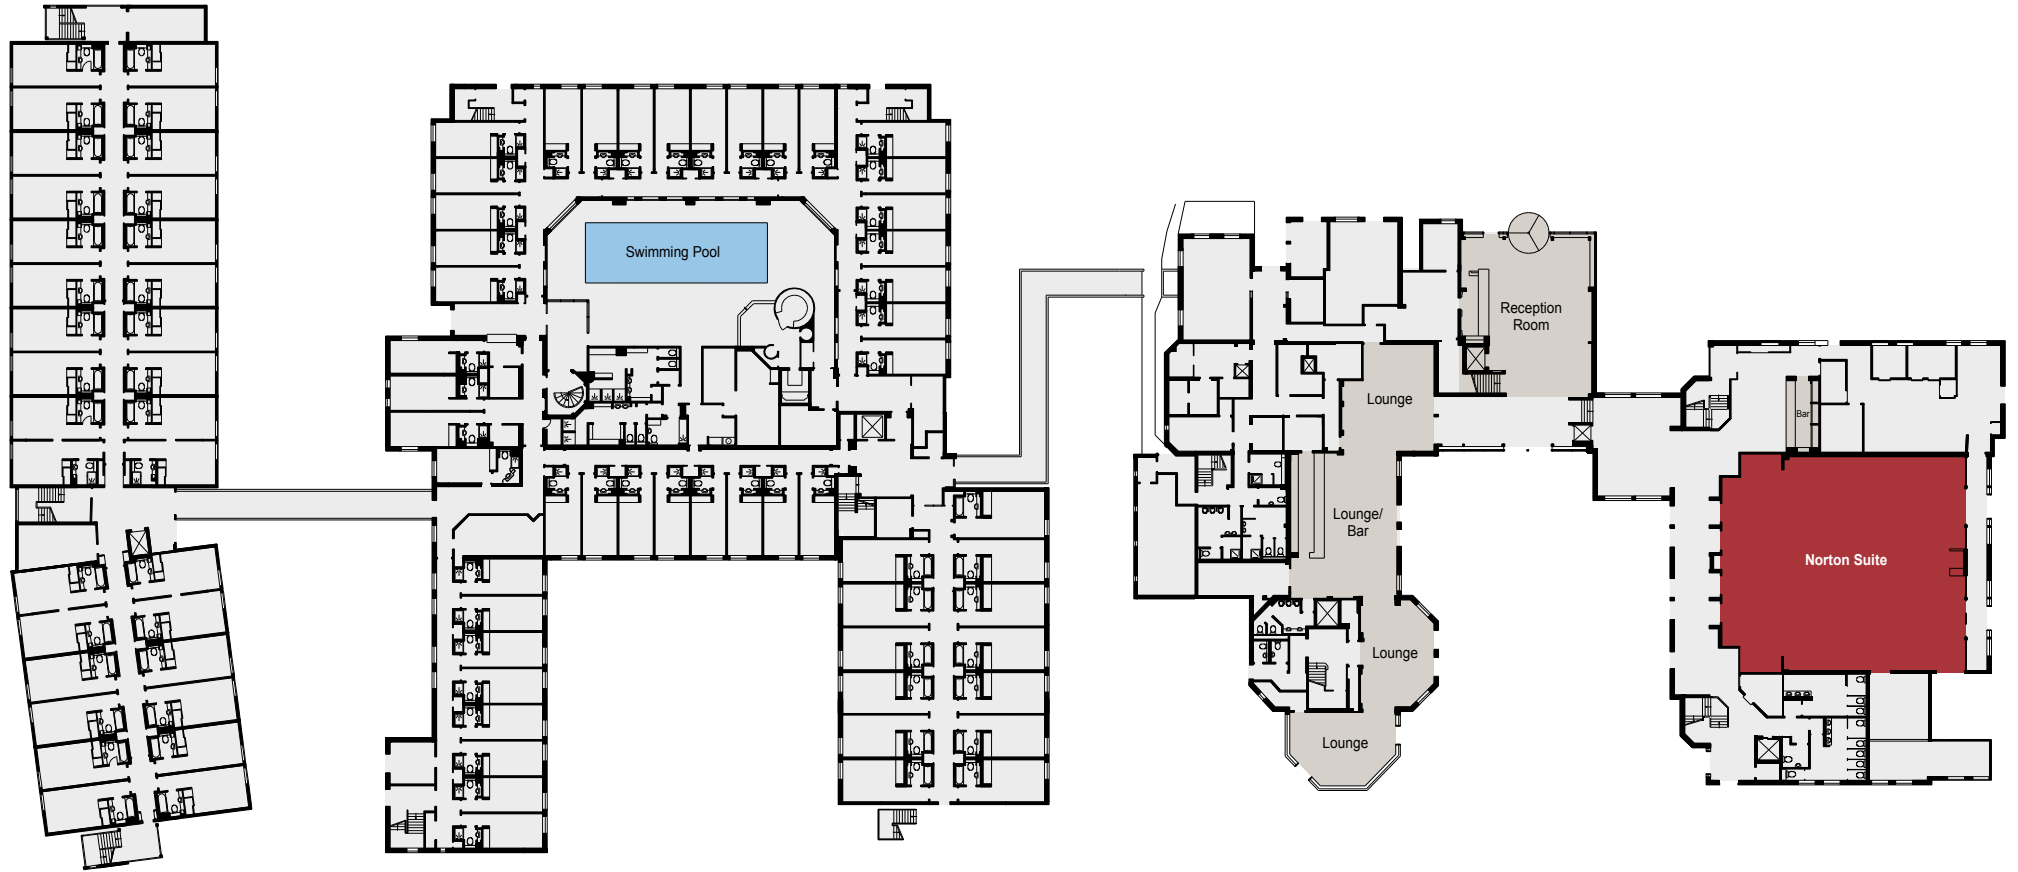 Swimming Pool
Reception
Room
Lounge
Bar
Lounge/
Bar
Norton Suite
Lounge
Lounge